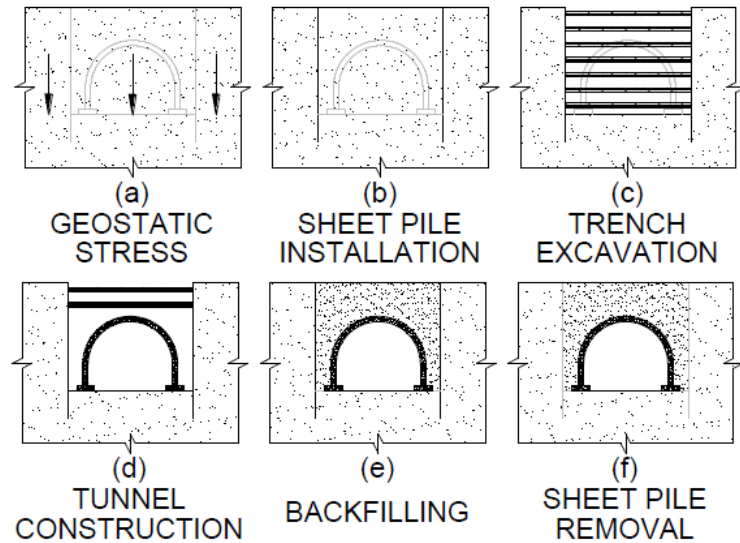 (a)
GEOSTATIC
STRESS
(b)
SHEET PILE
INSTALLATION
(c)
TRENCH
EXCAVATION
(d)
TUNNEL
CONSTRUCTION
(e)
BACKFILLING
(f)
SHEET PILE
REMOVAL